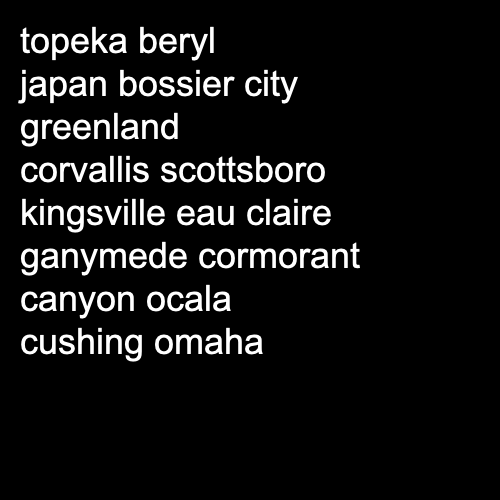 topeka beryl
japan bossier city
greenland
corvallis scottsboro
kingsville eau claire
ganymede cormorant
canyon ocala
cushing omaha